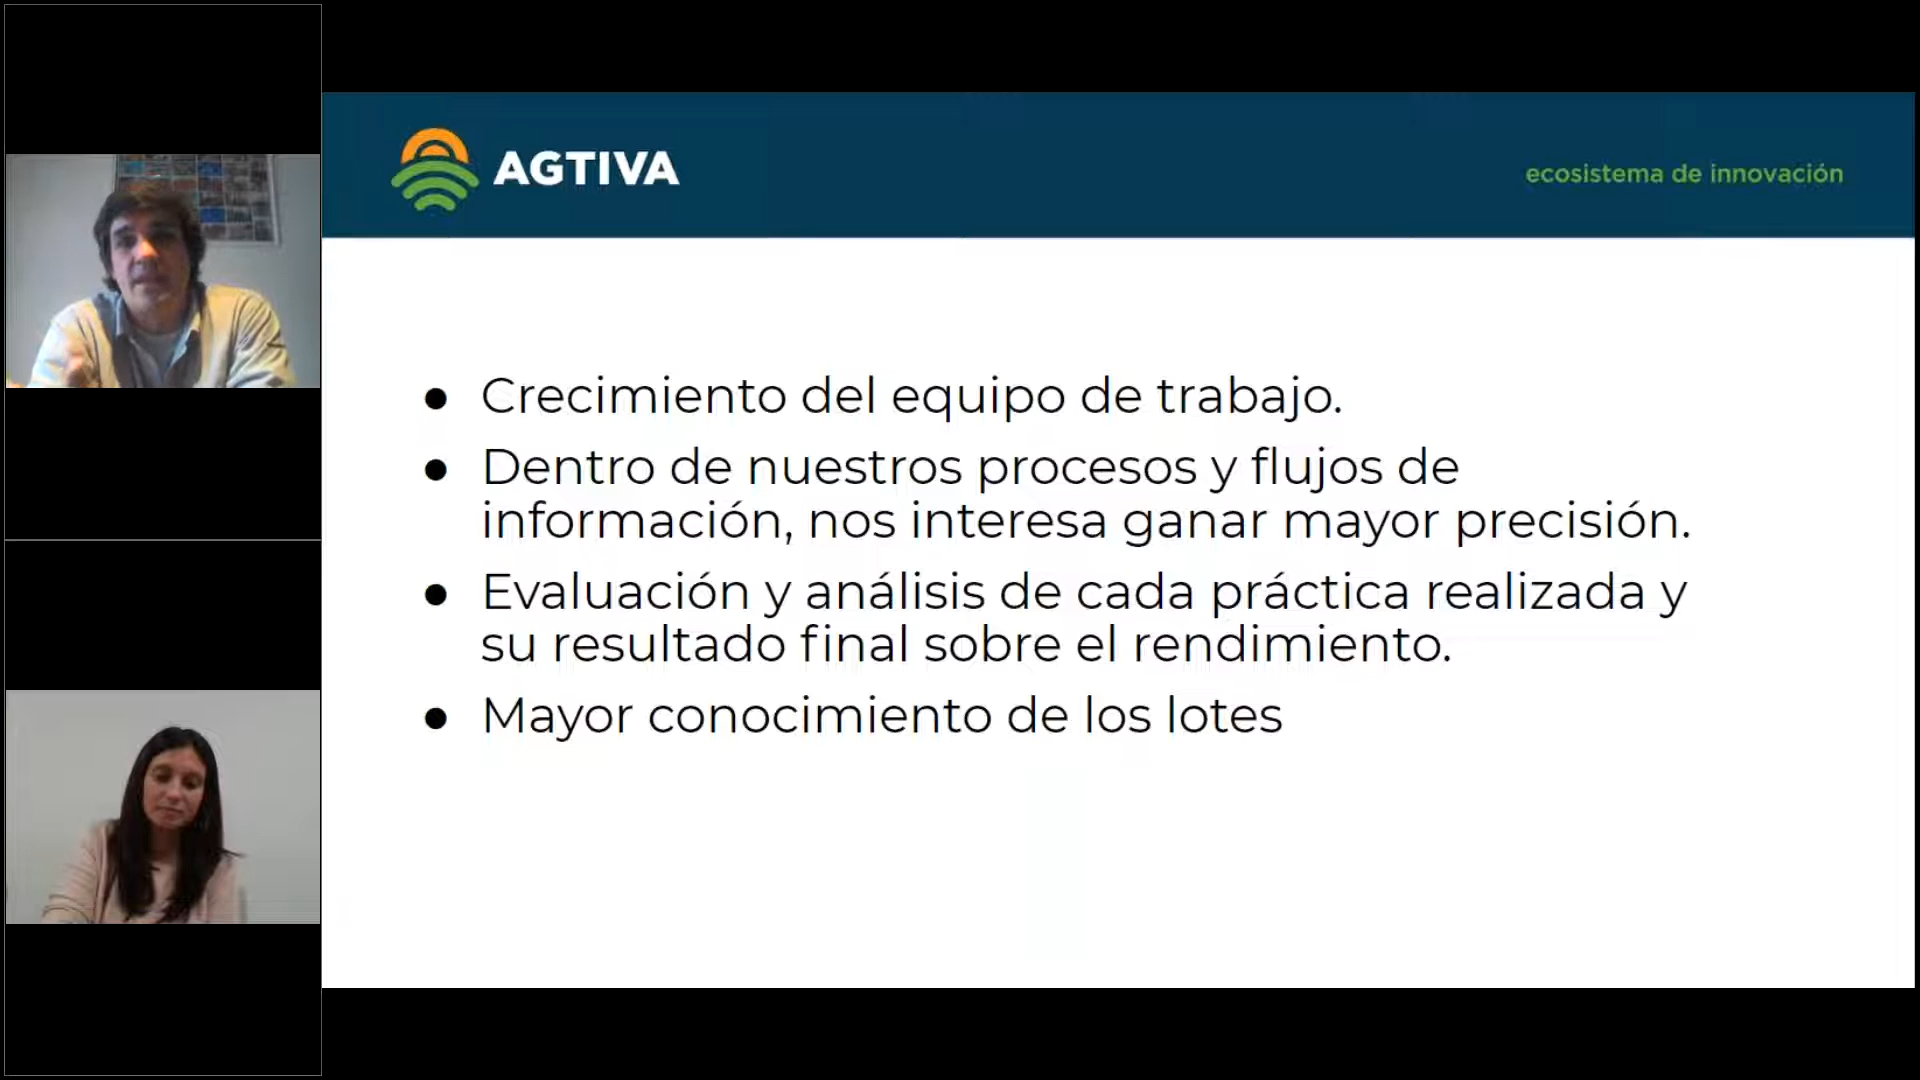 AGTIVA
ecosistema de innovación
● Crecimiento del equipo de trabajo.
● Dentro de nuestros procesos y flujos de
información, nos interesa ganar mayor precisión.
● Evaluación y análisis de cada práctica realizada y
su resultado final sobre el rendimiento.
● Mayor conocimiento de los lotes